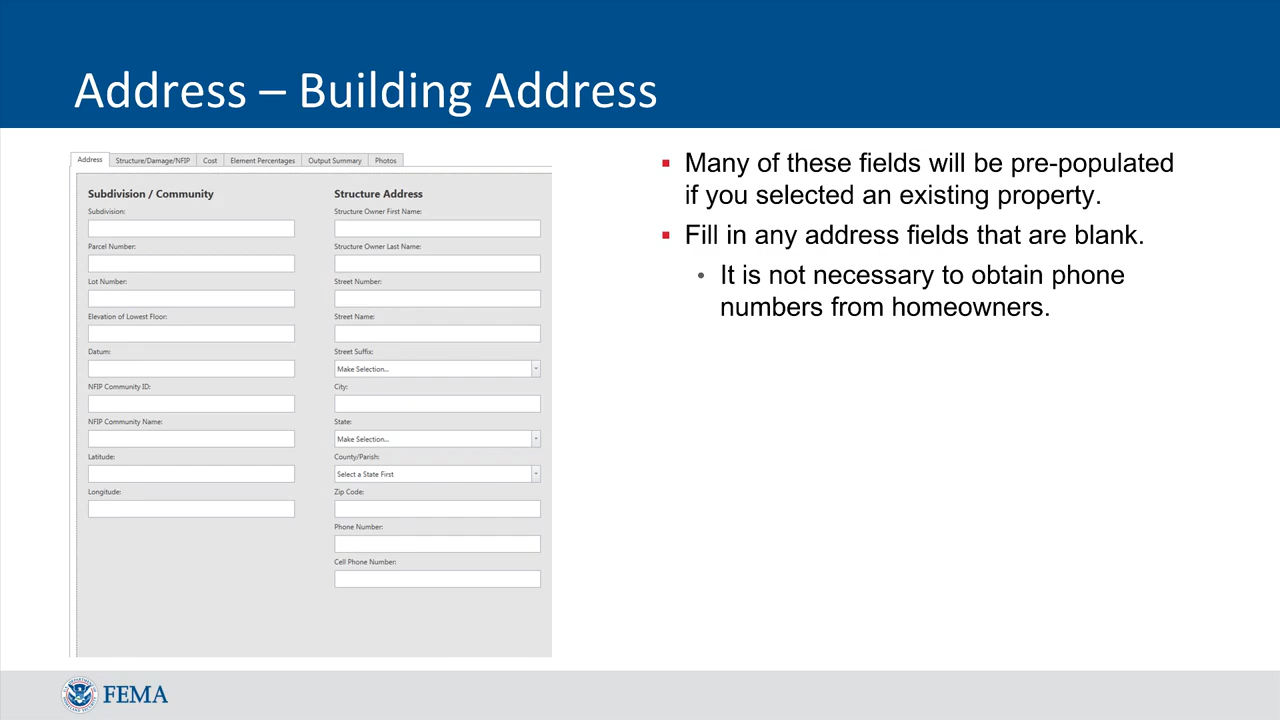 Address – Building Address
Address
Structure/Damage/NFIP
Cost
Element Percentages
Output Summary
Photos
Subdivision / Community
Subdivision:
Parcel Number:
Lot Number:
Elevation of Lowest Floor:
Datum:
NFIP Community ID:
NFIP Community Name:
Latitude:
Longitude:
Structure Address
Structure Owner First Name:
Structure Owner Last Name:
Street Number:
Street Name:
Street Suffix:
Make Selection...
City:
State:
Make Selection...
County/Parish:
Select a State First
Zip Code:
Phone Number:
Cell Phone Number:
Many of these fields will be pre-populated
if you selected an existing property.
Fill in any address fields that are blank.
It is not necessary to obtain phone
numbers from homeowners.
FEMA